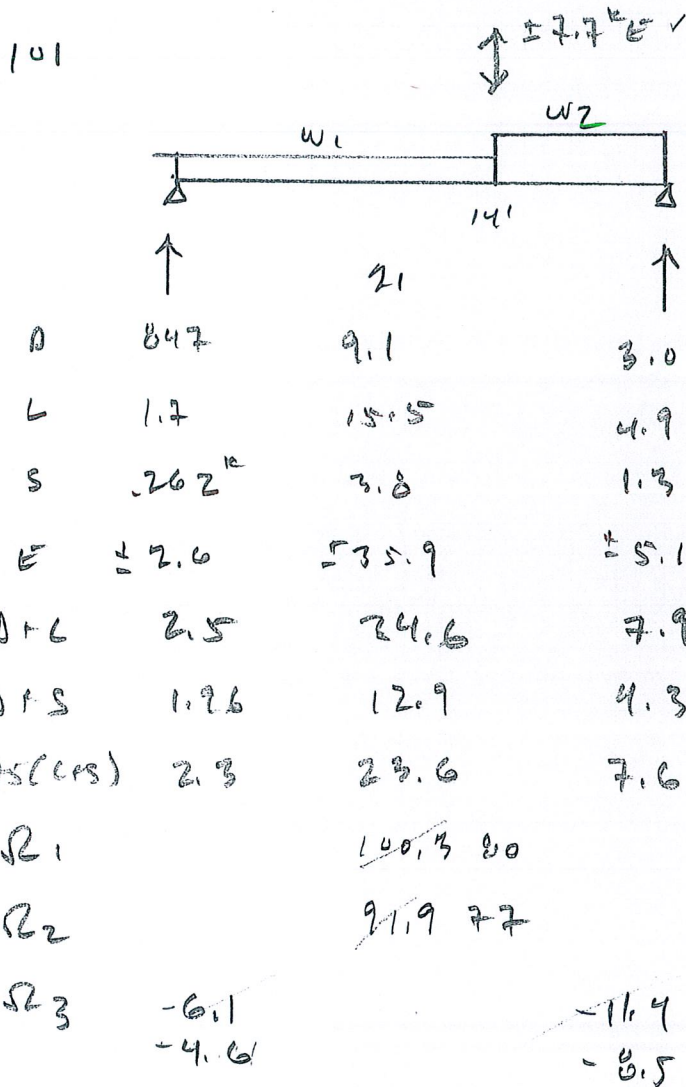 101
± 7.7ᵏ E ✓
W1 W2
14'
21
D 847 9.1 3.0
L 1.7 15.5 4.9
S .262ᵏ 3.8 1.3
E ± 2.6 ± 35.9 ± 5.1
D+L 2.5 24.6 7.9
D+S 1.26 12.9 4.3
75(L+S) 2.3 23.6 7.6
Ω1 100.3 80
Ω2 91.9 77
Ω3 -6.1 -11.4
-4.6 -8.5